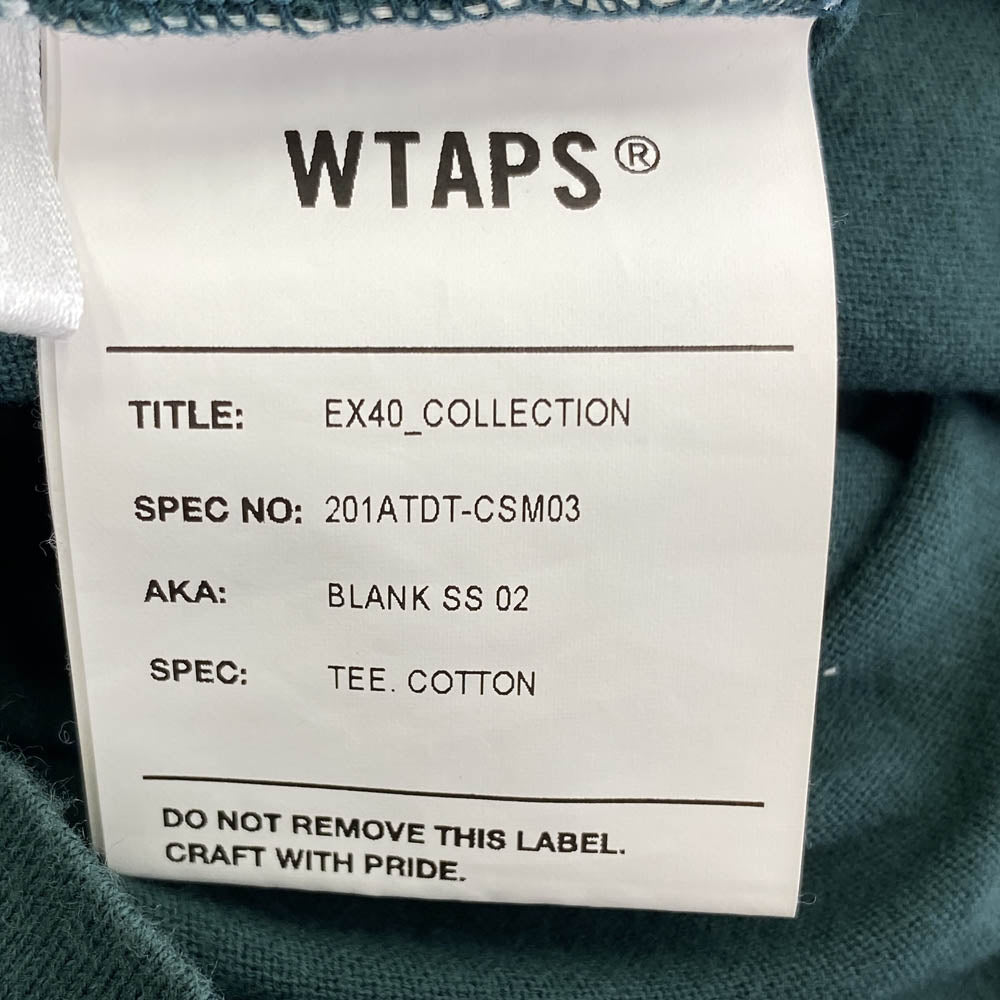 WTAPS®
TITLE: EX40_COLLECTION
SPEC NO: 201ATDT-CSM03
AKA: BLANK SS 02
SPEC: TEE. COTTON
DO NOT REMOVE THIS LABEL.
CRAFT WITH PRIDE.